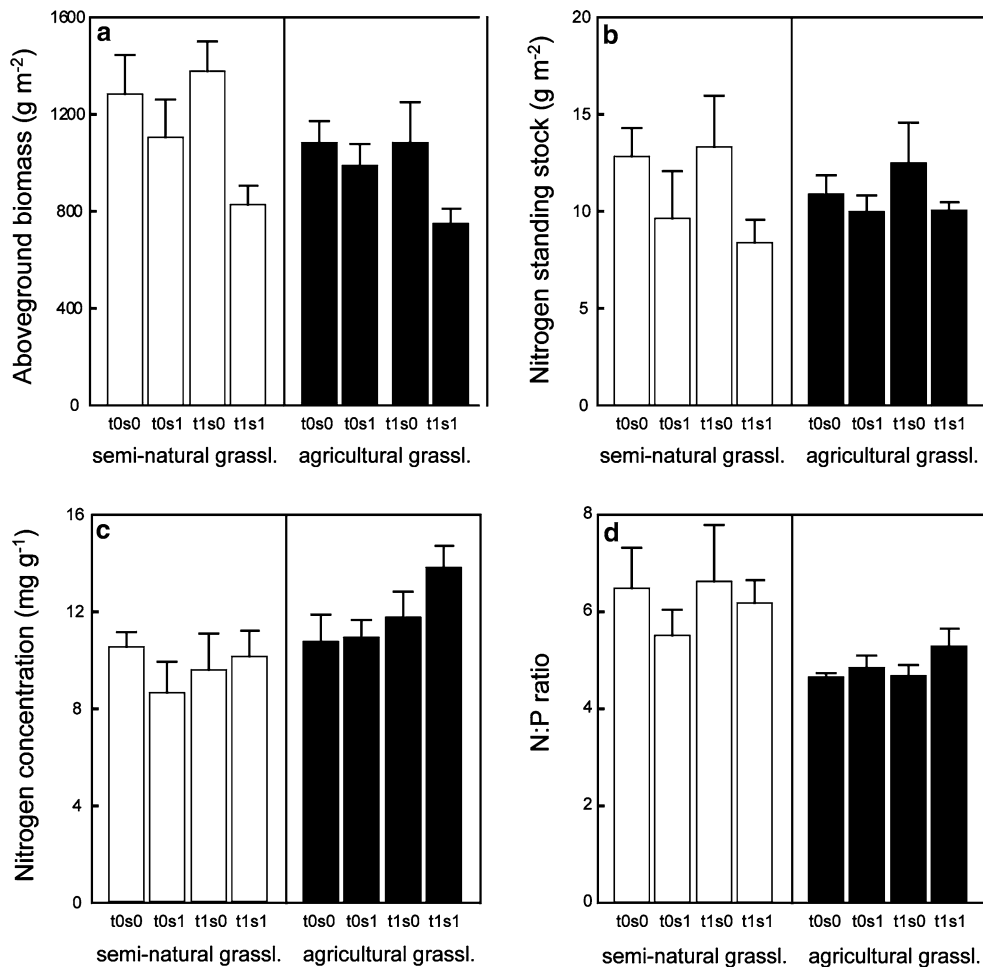 a
Aboveground biomass (g m-2)
1600
1200
800
400
0
t0s0 t0s1 t1s0 t1s1 t0s0 t0s1 t1s0 t1s1
semi-natural grassl. agricultural grassl.
b
Nitrogen standing stock (g m-2)
20
15
10
5
0
t0s0 t0s1 t1s0 t1s1 t0s0 t0s1 t1s0 t1s1
semi-natural grassl. agricultural grassl.
c
Nitrogen concentration (mg g-1)
16
12
8
4
0
t0s0 t0s1 t1s0 t1s1 t0s0 t0s1 t1s0 t1s1
semi-natural grassl. agricultural grassl.
d
N:P ratio
8
6
4
2
0
t0s0 t0s1 t1s0 t1s1 t0s0 t0s1 t1s0 t1s1
semi-natural grassl. agricultural grassl.